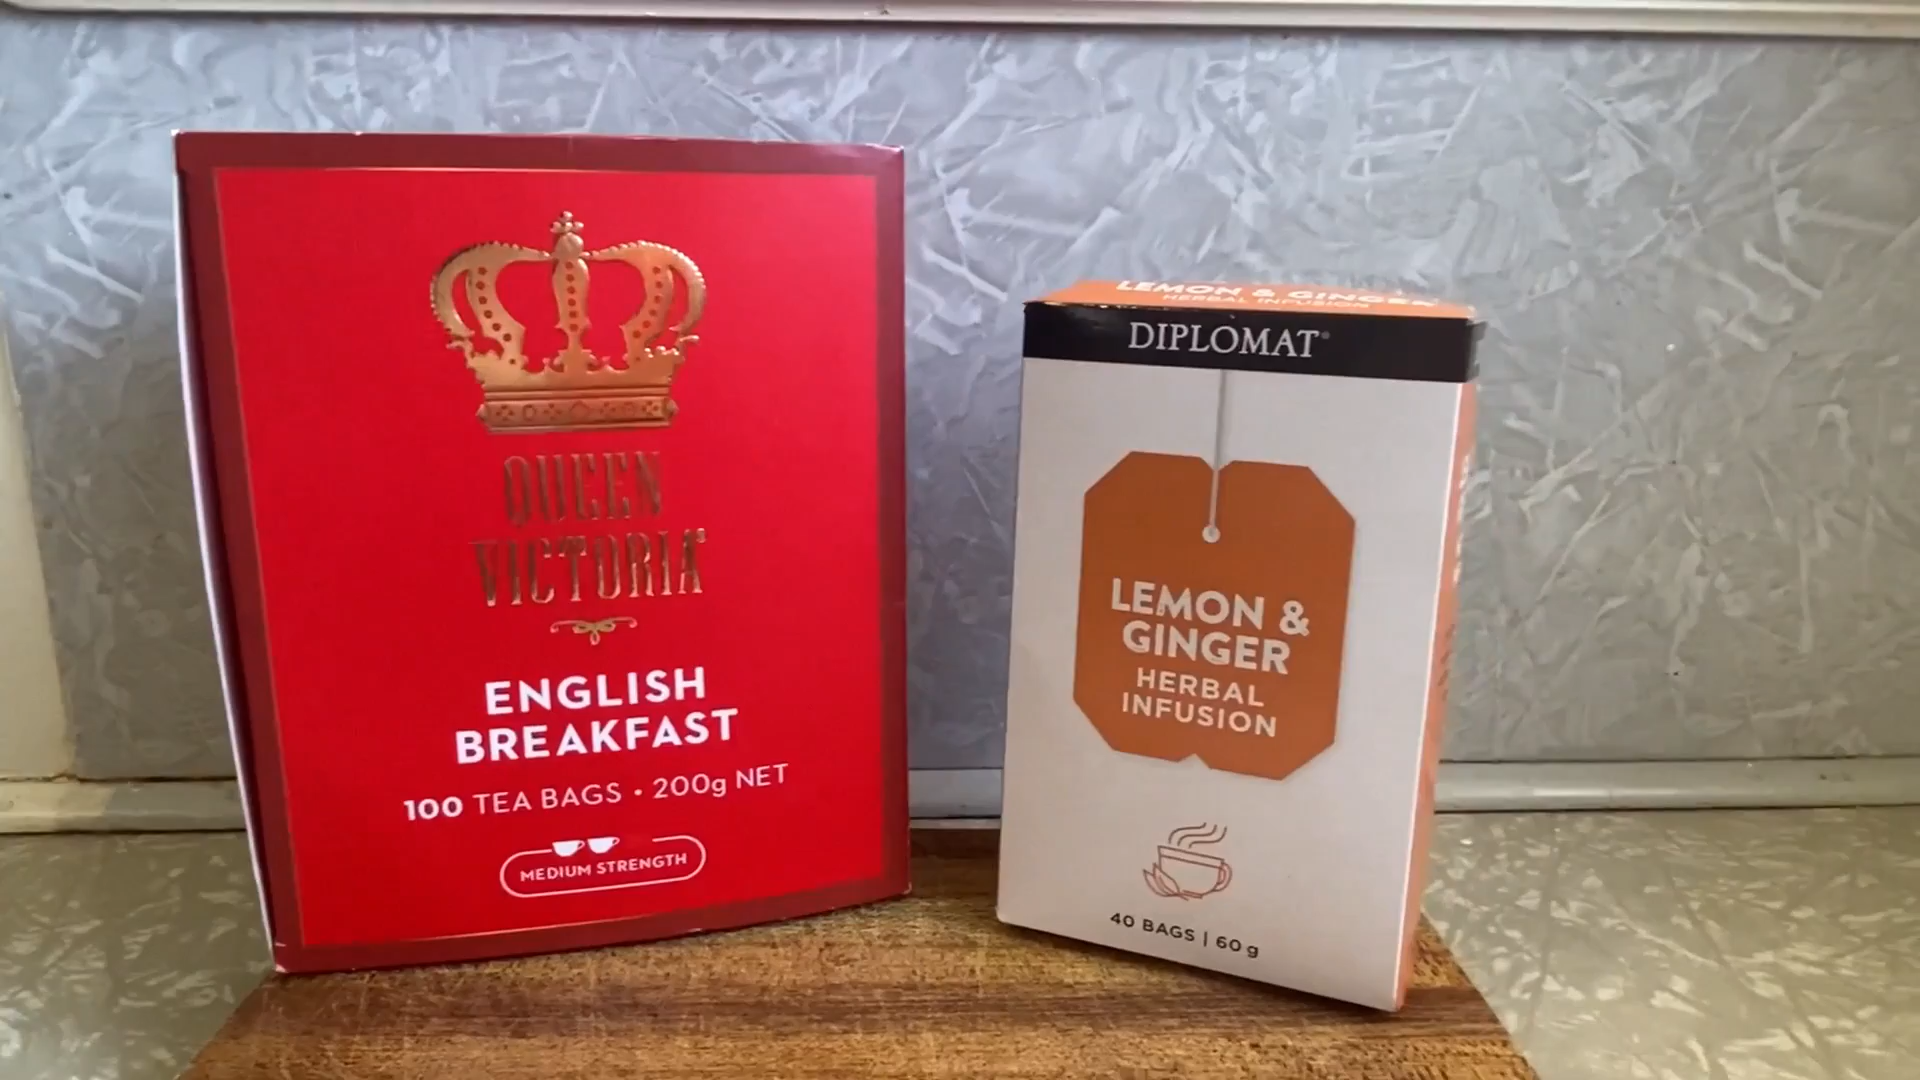 QUEEN
VICTORIA®
ENGLISH
BREAKFAST
100 TEA BAGS • 200g NET
MEDIUM STRENGTH
LEMON & GINGER
HERBAL INFUSION
DIPLOMAT®
LEMON &
GINGER
HERBAL
INFUSION
40 BAGS | 60 g